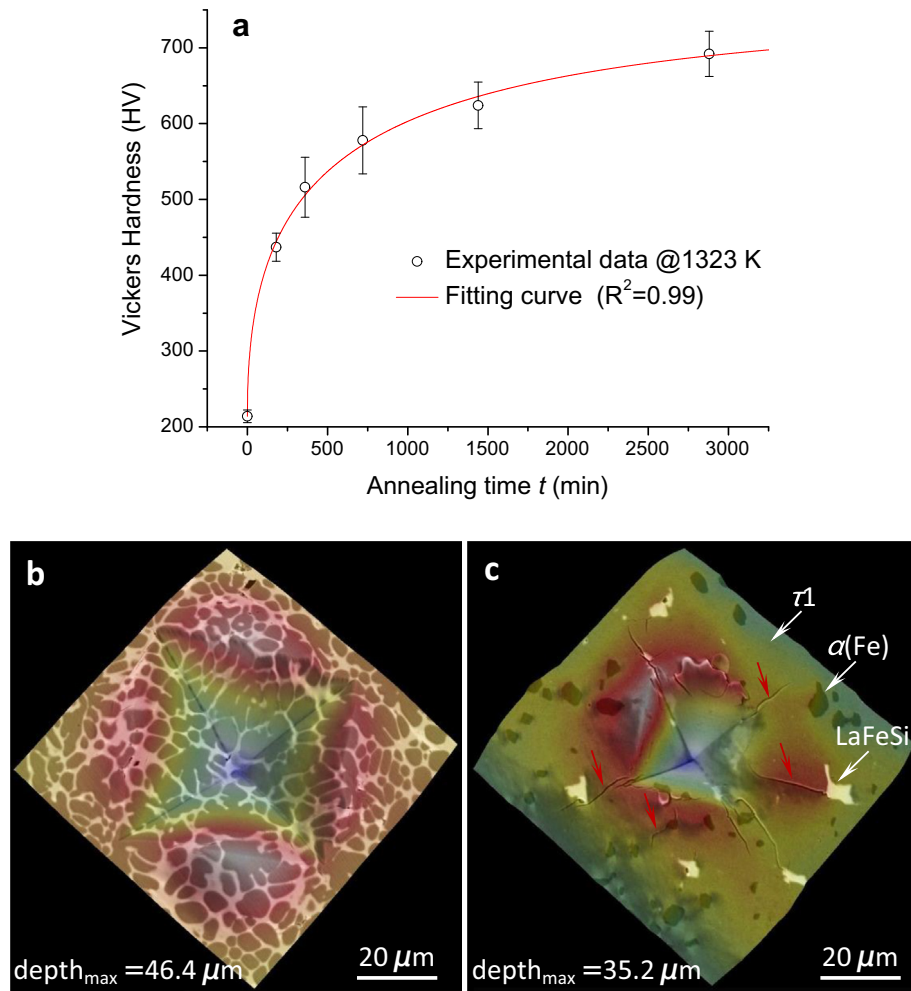 a
Vickers Hardness (HV)
700
600
500
400
300
200
Experimental data @1323 K
Fitting curve (R²=0.99)
0
500
1000
1500
2000
2500
3000
Annealing time t (min)
b
depthmax =46.4 μm
20 μm
c
τ1
α(Fe)
LaFeSi
depthmax =35.2 μm
20 μm